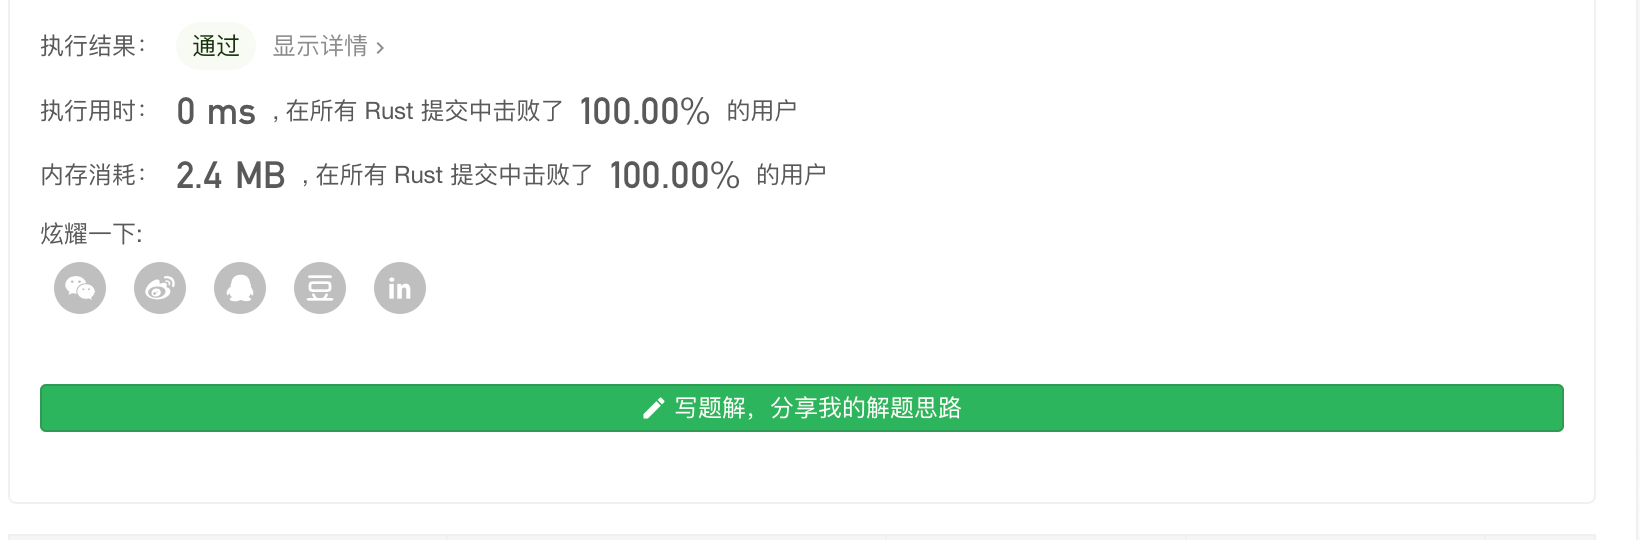 执行结果： 通过 显示详情 ›
执行用时： 0 ms , 在所有 Rust 提交中击败了 100.00% 的用户
内存消耗： 2.4 MB , 在所有 Rust 提交中击败了 100.00% 的用户
炫耀一下:
豆 in
写题解，分享我的解题思路